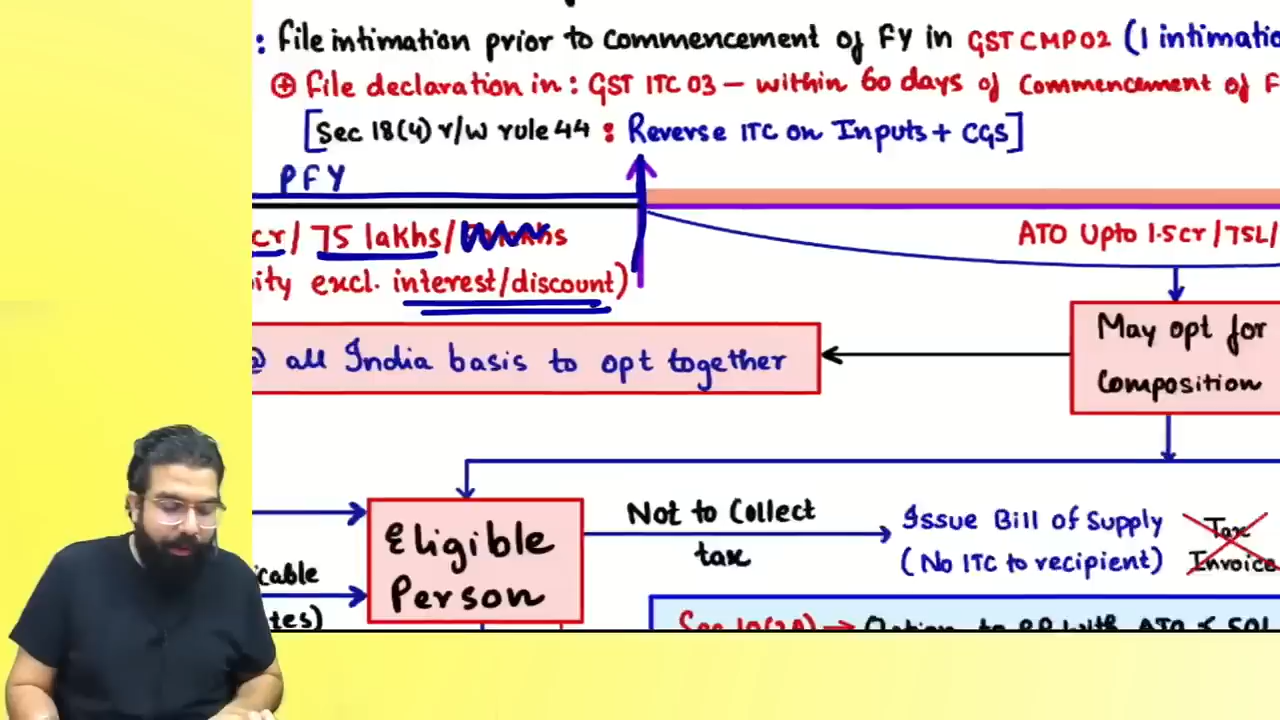 : File intimation prior to commencement of FY in GST CMP 02 (1 intimatio
⊕ File declaration in : GST ITC 03 – within 60 days of Commencement of F
[Sec 18(4) r/w rule 44 : Reverse ITC on Inputs + CGS]
PFY
cr/ 75 lakhs/
ATO Upto 1.5cr/75L/
ity excl. interest/discount)
@ all India basis to opt together
May opt for
Composition
Eligible
Person
Not to Collect
tax
Issue Bill of Supply
(No ITC to recipient)
Tax
Invoice
icable
tes)